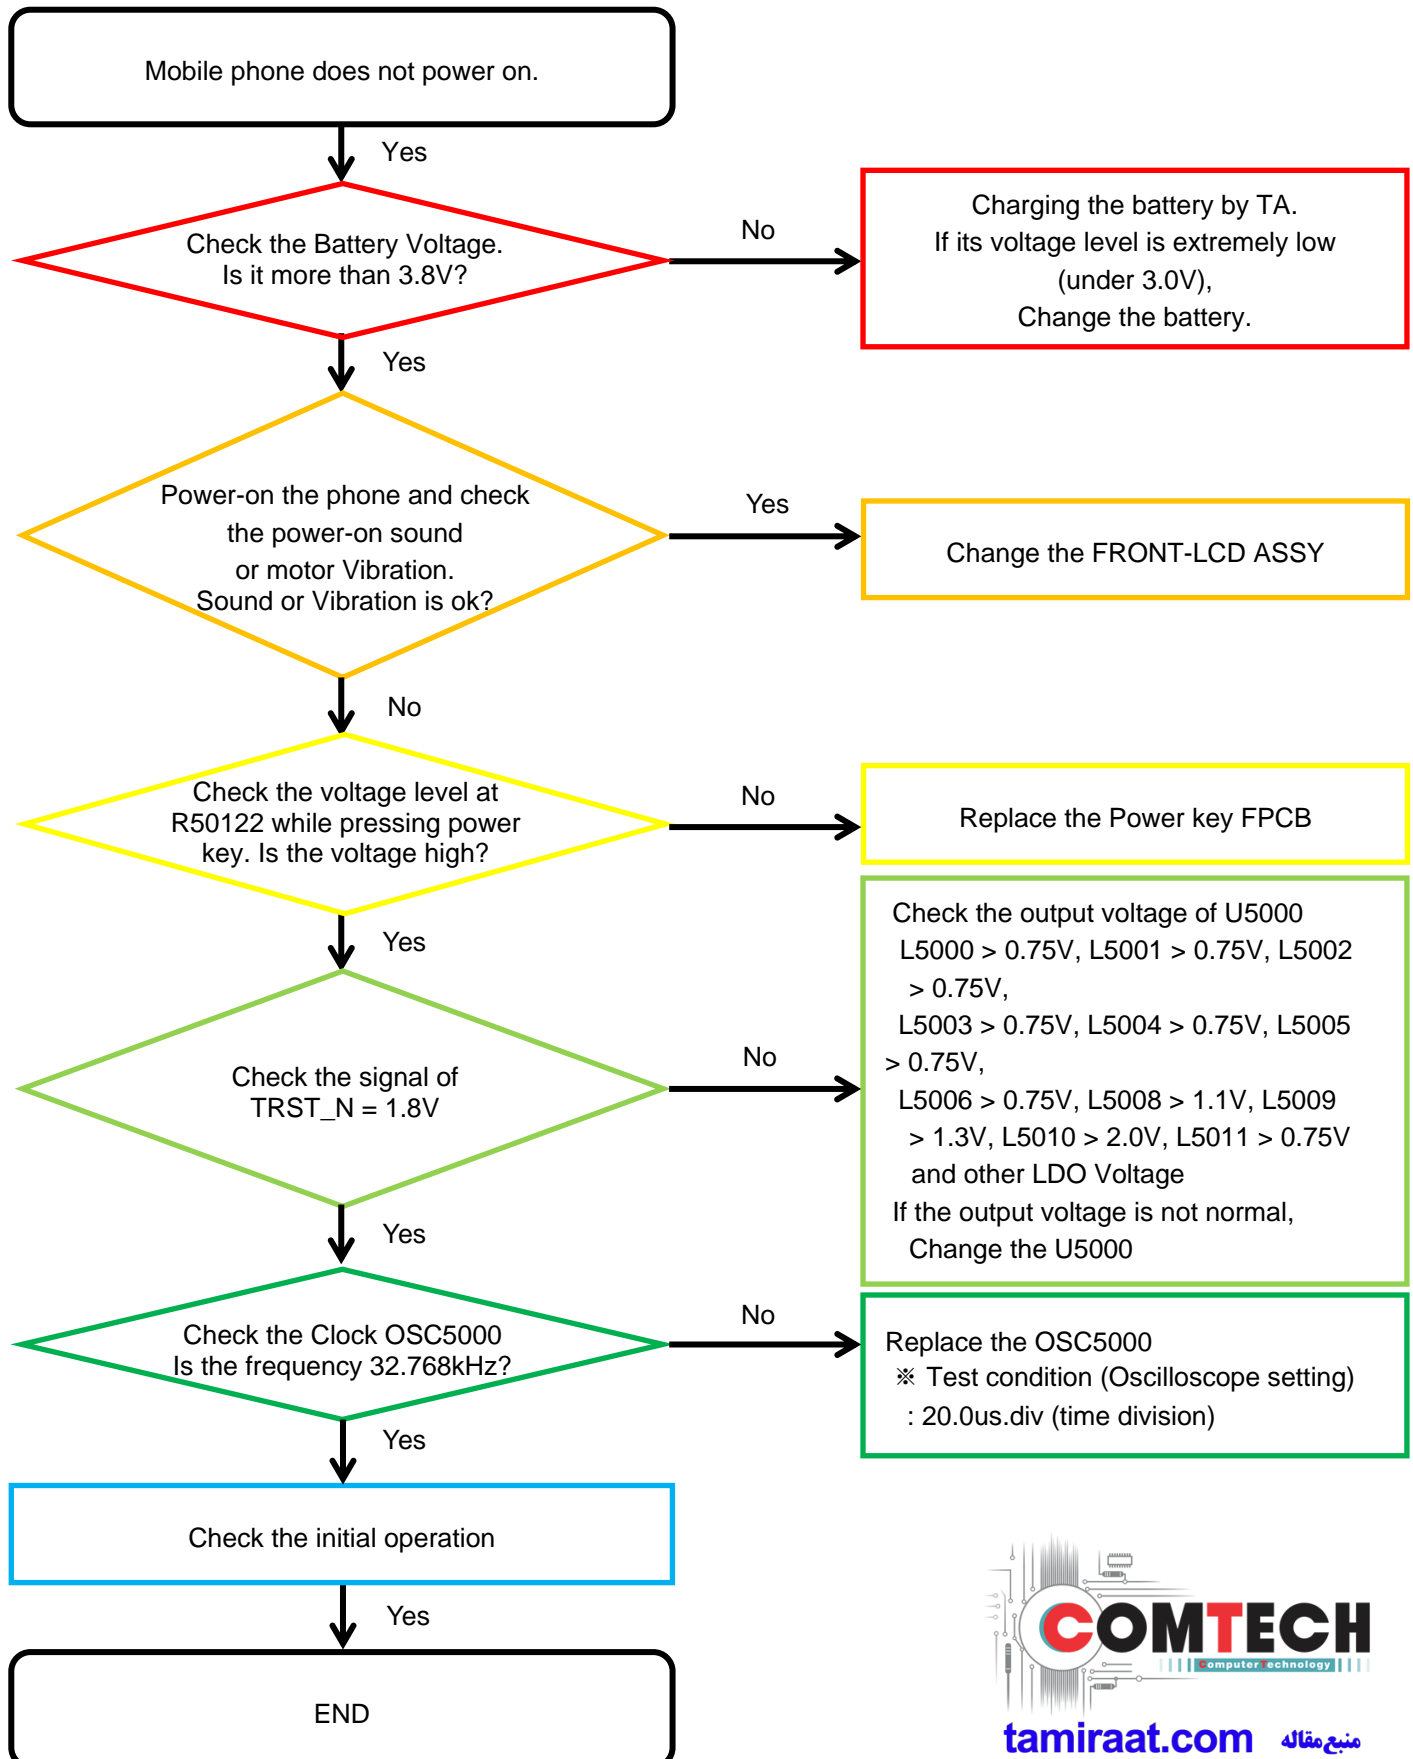 Mobile phone does not power on.
Yes
Check the Battery Voltage.
Is it more than 3.8V?
No
Charging the battery by TA.
If its voltage level is extremely low
(under 3.0V),
Change the battery.
Yes
Power-on the phone and check
the power-on sound
or motor Vibration.
Sound or Vibration is ok?
Yes
Change the FRONT-LCD ASSY
No
Check the voltage level at
R50122 while pressing power
key. Is the voltage high?
No
Replace the Power key FPCB
Yes
Check the signal of
TRST_N = 1.8V
No
Check the output voltage of U5000
L5000 > 0.75V, L5001 > 0.75V, L5002
> 0.75V,
L5003 > 0.75V, L5004 > 0.75V, L5005
> 0.75V,
L5006 > 0.75V, L5008 > 1.1V, L5009
> 1.3V, L5010 > 2.0V, L5011 > 0.75V
and other LDO Voltage
If the output voltage is not normal,
Change the U5000
Yes
Check the Clock OSC5000
Is the frequency 32.768kHz?
No
Replace the OSC5000
※ Test condition (Oscilloscope setting)
: 20.0us.div (time division)
Yes
Check the initial operation
Yes
END
COMTECH
Computer Technology
tamiraat.com منبع مقاله